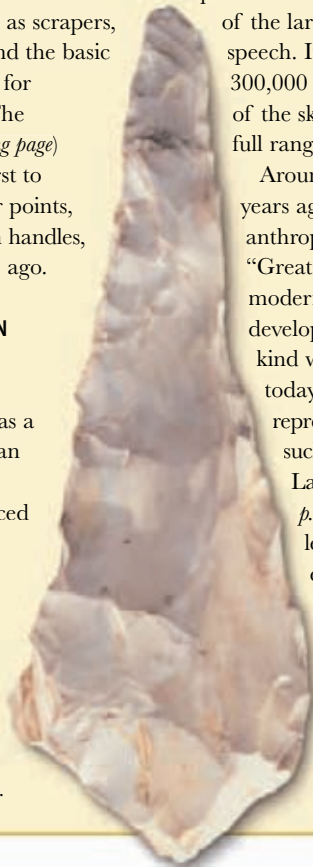 as scrapers,
nd the basic
for
he
g page)
st to
r points,
n handles,
ago.
N
as a
an
ced
.
of the lar
speech. I
300,000
of the sk
full rang
Aroun
years ag
anthrop
“Great
modern
develop
kind w
today
repre
suc
La
p.
le